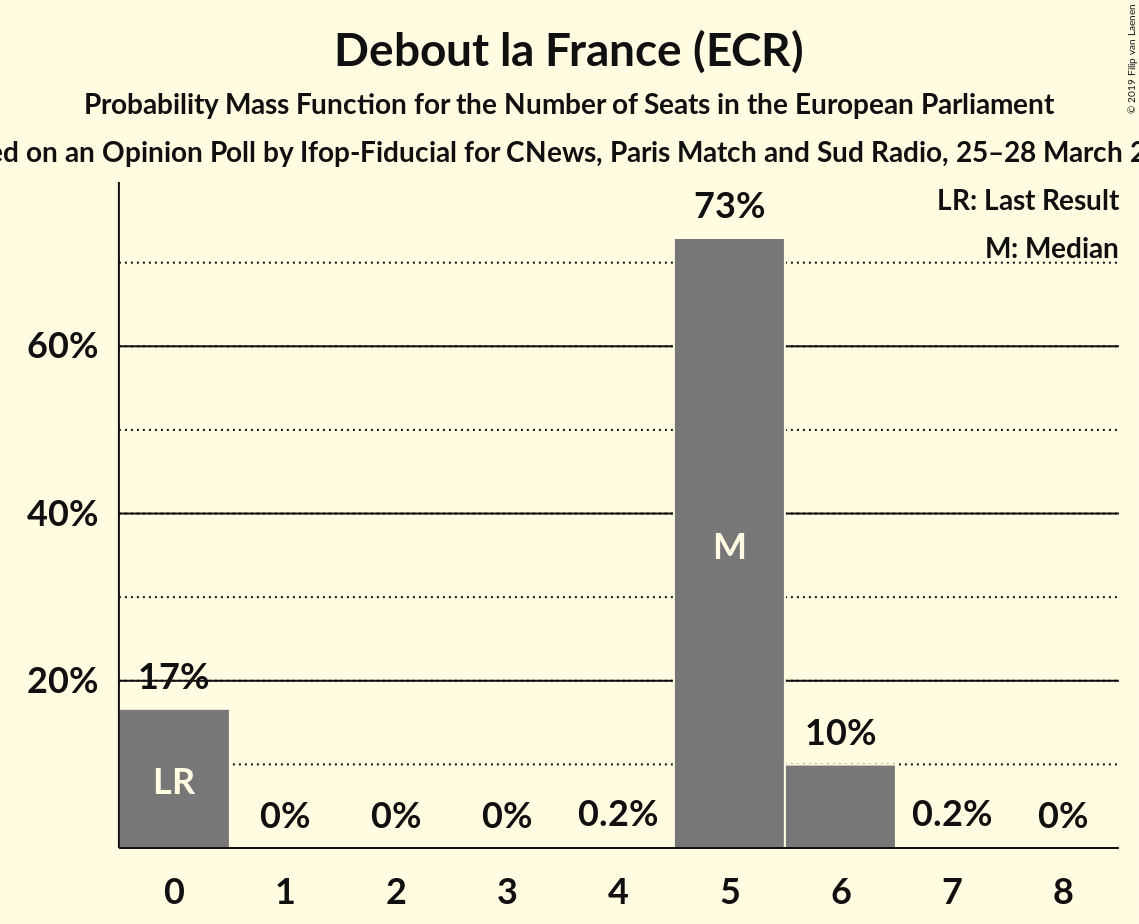 Debout la France (ECR)
Probability Mass Function for the Number of Seats in the European Parliament
on an Opinion Poll by Ifop-Fiducial for CNews, Paris Match and Sud Radio, 25–28 March
© 2019 Filip van Laenen
LR: Last Result
M: Median
73%
60%
40%
M
20%
17%
10%
LR
0% 0% 0% 0.2% 0.2% 0%
0 1 2 3 4 5 6 7 8